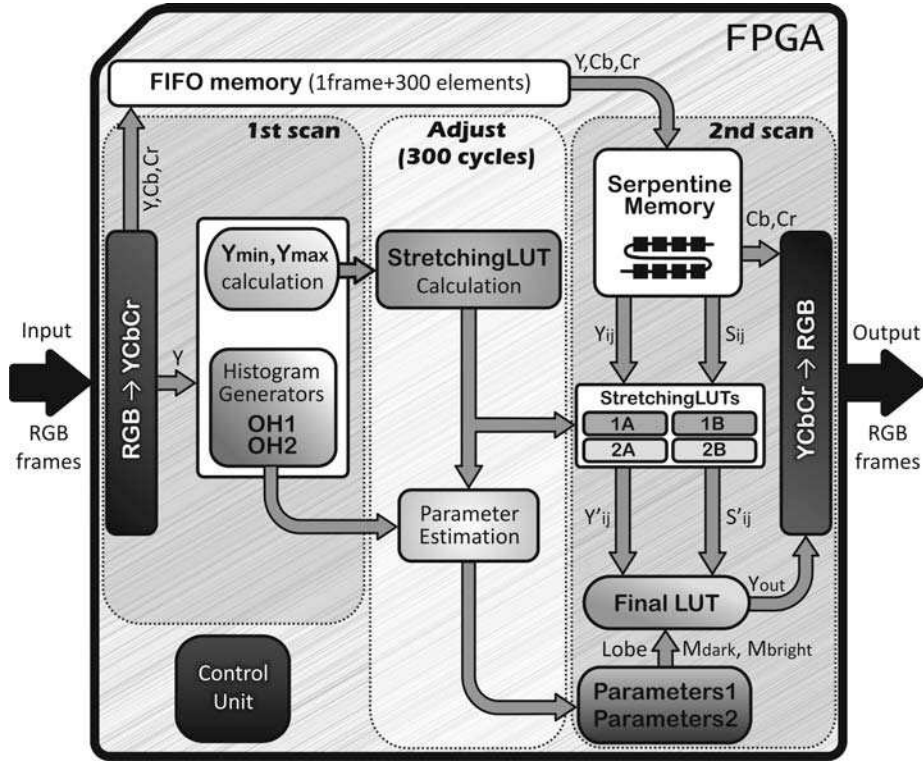 FPGA
Y,Cb,Cr
FIFO memory (1frame+300 elements)
1st scan
Adjust
(300 cycles)
2nd scan
Y,Cb,Cr
Serpentine
Memory
Cb,Cr
Ymin,Ymax
calculation
StretchingLUT
Calculation
Input
RGB
frames
RGB → YCbCr
Y
Yij
Sij
YCbCr → RGB
Output
RGB
frames
Histogram
Generators
OH1
OH2
StretchingLUTs
1A
1B
2A
2B
Parameter
Estimation
Y'ij
S'ij
Final LUT
Yout
Lobe
Mdark, Mbright
Control
Unit
Parameters1
Parameters2